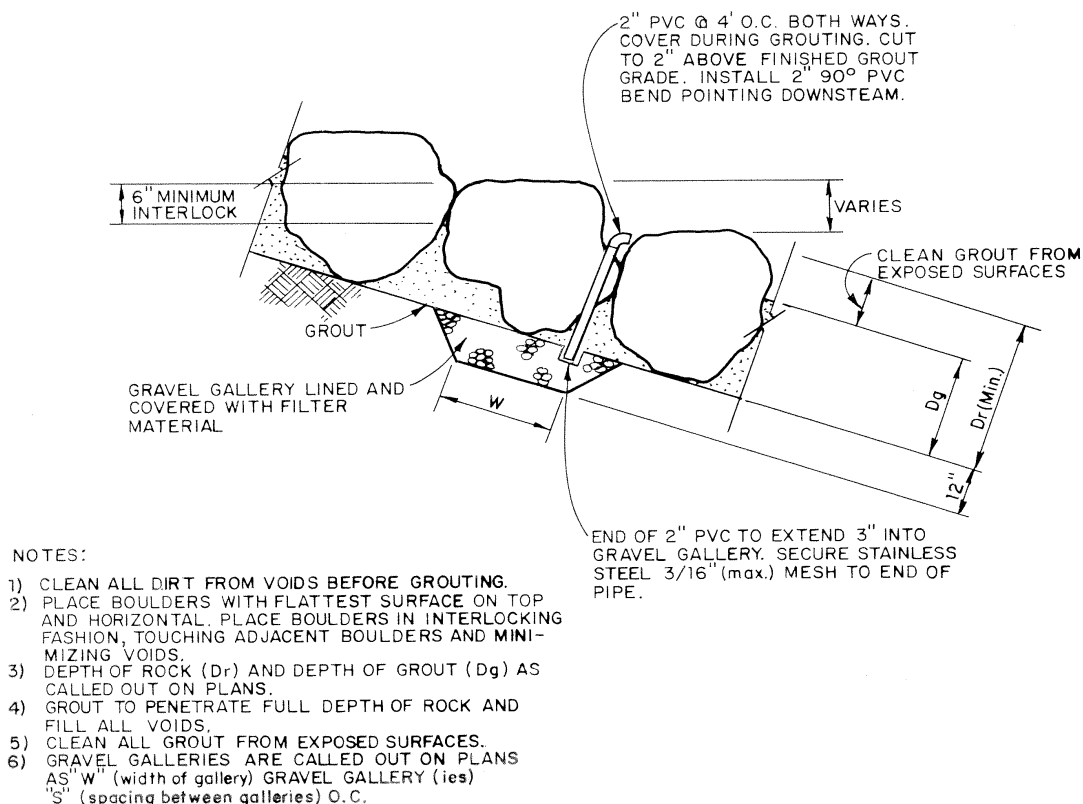 2" PVC @ 4' O.C. BOTH WAYS.
COVER DURING GROUTING. CUT
TO 2" ABOVE FINISHED GROUT
GRADE. INSTALL 2" 90° PVC
BEND POINTING DOWNSTEAM.
6" MINIMUM
INTERLOCK
VARIES
CLEAN GROUT FROM
EXPOSED SURFACES
GROUT
GRAVEL GALLERY LINED AND
COVERED WITH FILTER
MATERIAL
W
Dg
Dr(Min.)
12"
END OF 2" PVC TO EXTEND 3" INTO
GRAVEL GALLERY. SECURE STAINLESS
STEEL 3/16" (max.) MESH TO END OF
PIPE.
NOTES:
1) CLEAN ALL DIRT FROM VOIDS BEFORE GROUTING.
2) PLACE BOULDERS WITH FLATTEST SURFACE ON TOP
AND HORIZONTAL. PLACE BOULDERS IN INTERLOCKING
FASHION, TOUCHING ADJACENT BOULDERS AND MINI-
MIZING VOIDS.
3) DEPTH OF ROCK (Dr) AND DEPTH OF GROUT (Dg) AS
CALLED OUT ON PLANS.
4) GROUT TO PENETRATE FULL DEPTH OF ROCK AND
FILL ALL VOIDS.
5) CLEAN ALL GROUT FROM EXPOSED SURFACES.
6) GRAVEL GALLERIES ARE CALLED OUT ON PLANS
AS "W" (width of gallery) GRAVEL GALLERY (ies)
"S" (spacing between galleries) O.C.